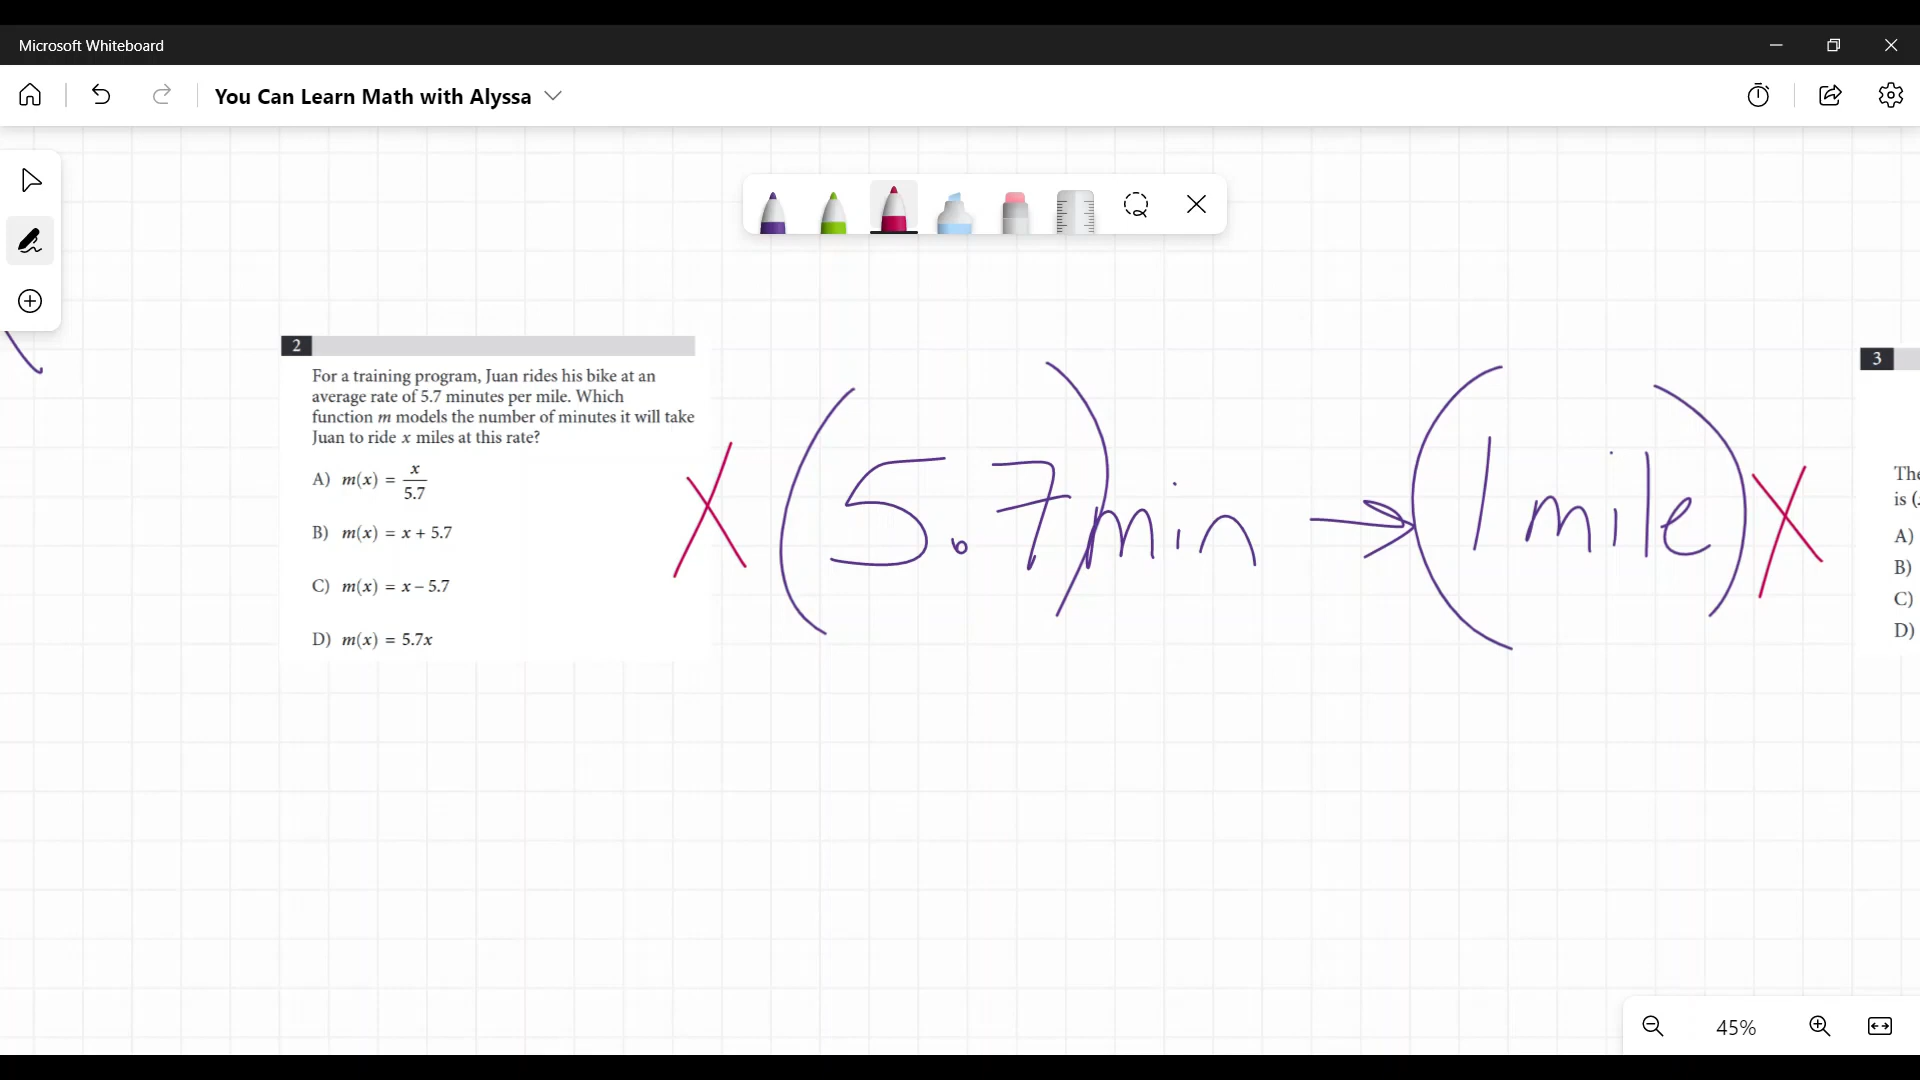 Microsoft Whiteboard
You Can Learn Math with Alyssa
2
For a training program, Juan rides his bike at an
average rate of 5.7 minutes per mile. Which
function m models the number of minutes it will take
Juan to ride x miles at this rate?
A) m(x) = x/5.7
B) m(x) = x + 5.7
C) m(x) = x – 5.7
D) m(x) = 5.7x
X (5.7) min → (1 mile) X
3
The
is (
A)
B)
C)
D)
45%